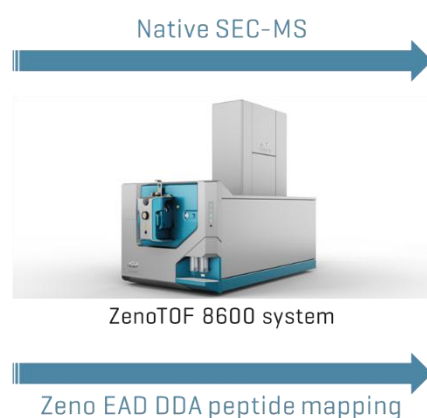 Native SEC-MS
ZenoTOF 8600 system
Zeno EAD DDA peptide mapping